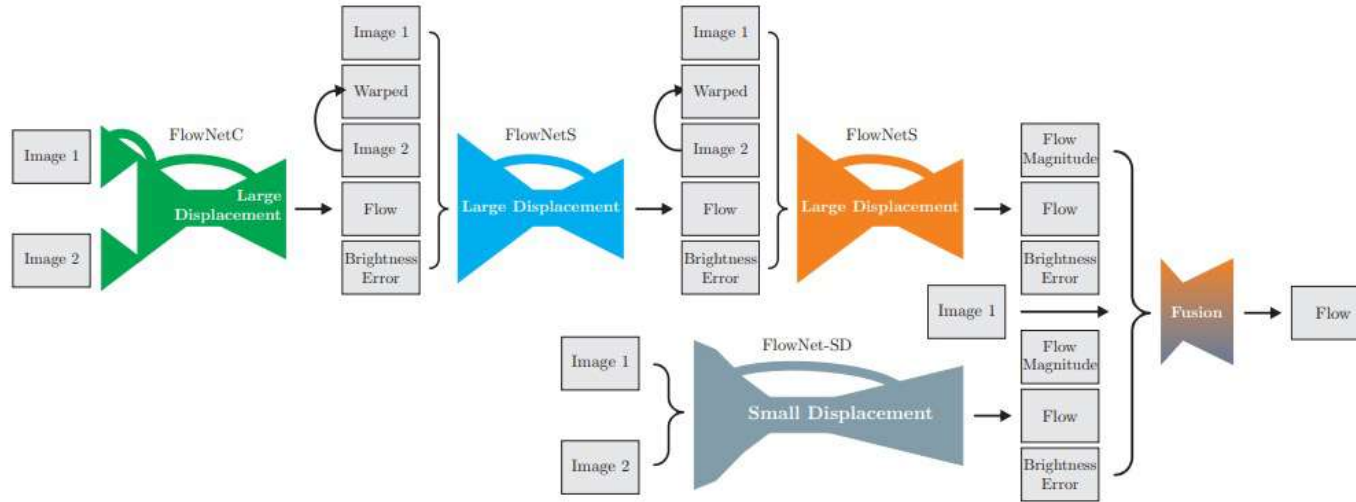 Image 1
Image 2
FlowNetC
Large
Displacement
Image 1
Warped
Image 2
Flow
Brightness
Error
FlowNetS
Large Displacement
Image 1
Warped
Image 2
Flow
Brightness
Error
FlowNetS
Large Displacement
Flow
Magnitude
Flow
Brightness
Error
Image 1
Image 1
Image 2
FlowNet-SD
Small Displacement
Flow
Magnitude
Flow
Brightness
Error
Fusion
Flow